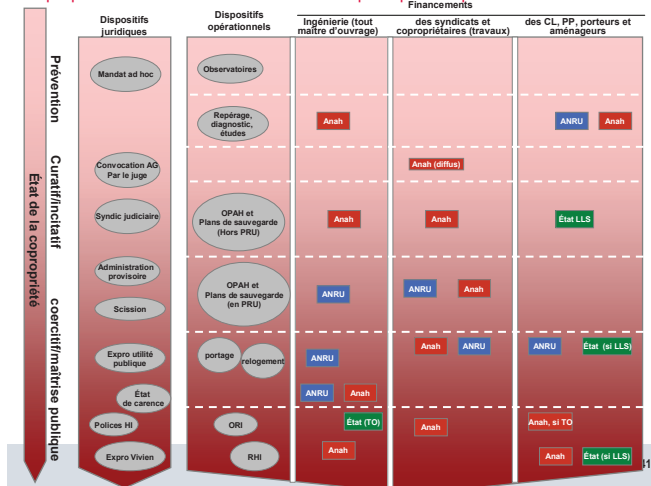 Financements
Dispositifs
juridiques
Dispositifs
opérationnels
Ingénierie (tout
maître d'ouvrage)
des syndicats et
copropriétaires (travaux)
des CL, PP, porteurs et
aménageurs
État de la copropriété
Prévention
Curatif/incitatif
coercitif/maîtrise publique
Mandat ad hoc
Observatoires
Repérage,
diagnostic,
études
Anah
ANRU
Anah
Convocation AG
Par le juge
Anah (diffus)
Syndic judiciaire
OPAH et
Plans de sauvegarde
(Hors PRU)
Anah
Anah
État LLS
Administration
provisoire
OPAH et
Plans de sauvegarde
(en PRU)
ANRU
ANRU
Anah
Scission
Expro utilité
publique
portage
relogement
ANRU
Anah
ANRU
ANRU
État (si LLS)
État
de carence
ANRU
Anah
Polices HI
ORI
État (TO)
Anah
Anah, si TO
Expro Vivien
RHI
Anah
Anah
État (si LLS)
41